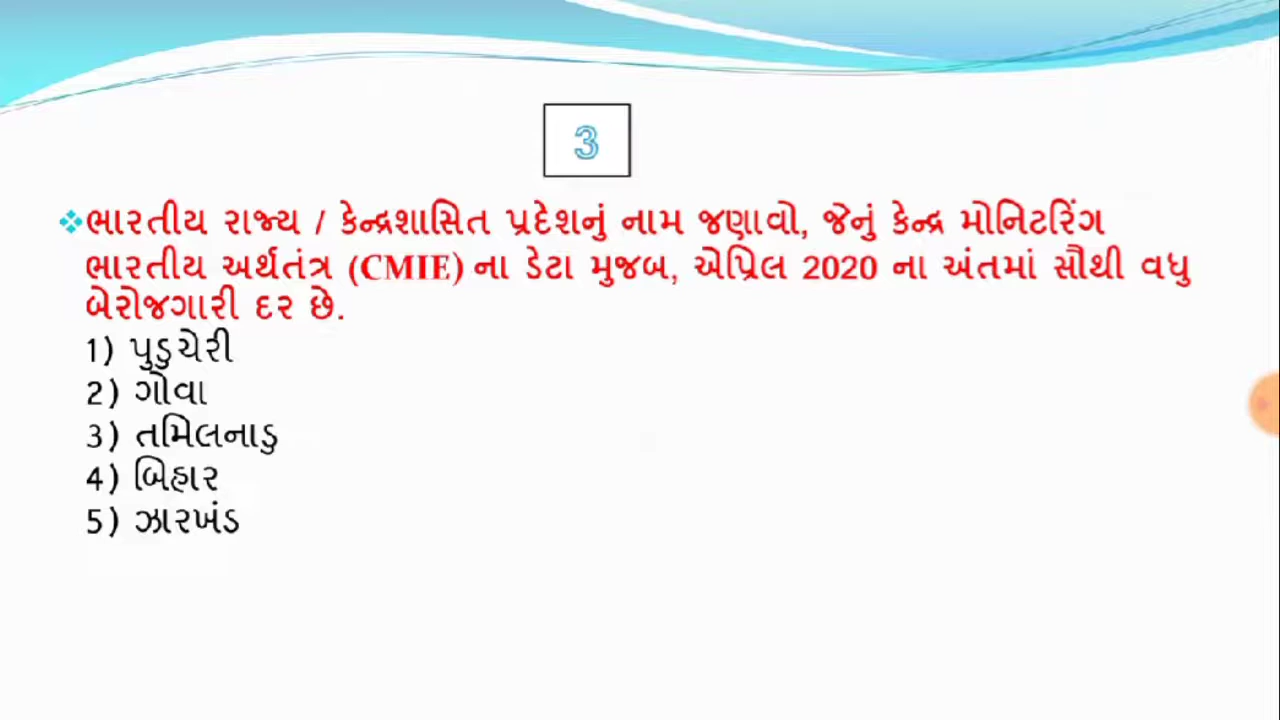 3
ભારતીય રાજ્ય / કેન્દ્રશાસિત પ્રદેશનું નામ જણાવો, જેનું કેન્દ્ર મોનિટરિંગ
ભારતીય અર્થતંત્ર (CMIE) ના ડેટા મુજબ, એપ્રિલ 2020 ના અંતમાં સૌથી વધુ
બેરોજગારી દર છે.
1) પુડુચેરી
2) ગોવા
3) તમિલનાડુ
4) બિહાર
5) ઝારખંડ